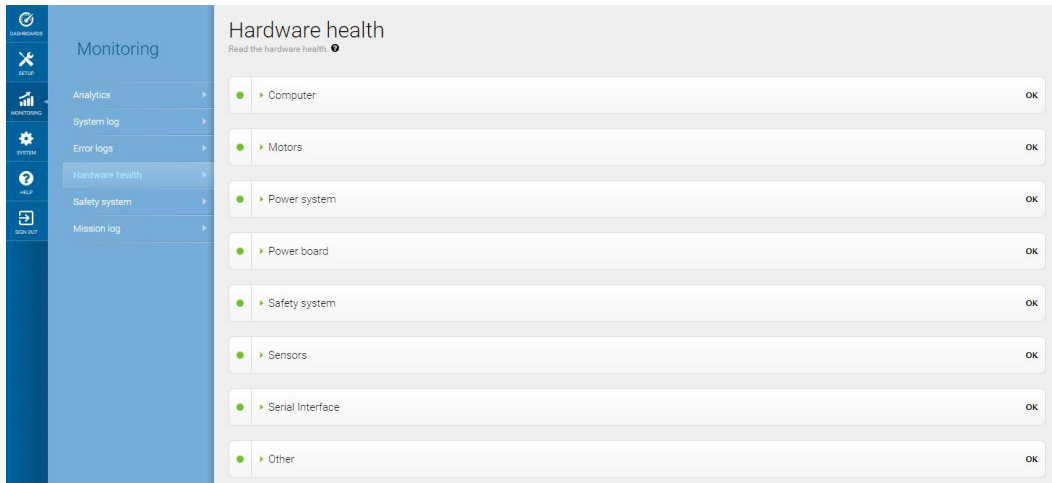 DASHBOARDS
SETUP
MONITORING
SYSTEM
HELP
SIGN OUT
Monitoring
Analytics
System log
Error logs
Hardware health
Safety system
Mission log
Hardware health
Read the hardware health.
Computer OK
Motors OK
Power system OK
Power board OK
Safety system OK
Sensors OK
Serial Interface OK
Other OK